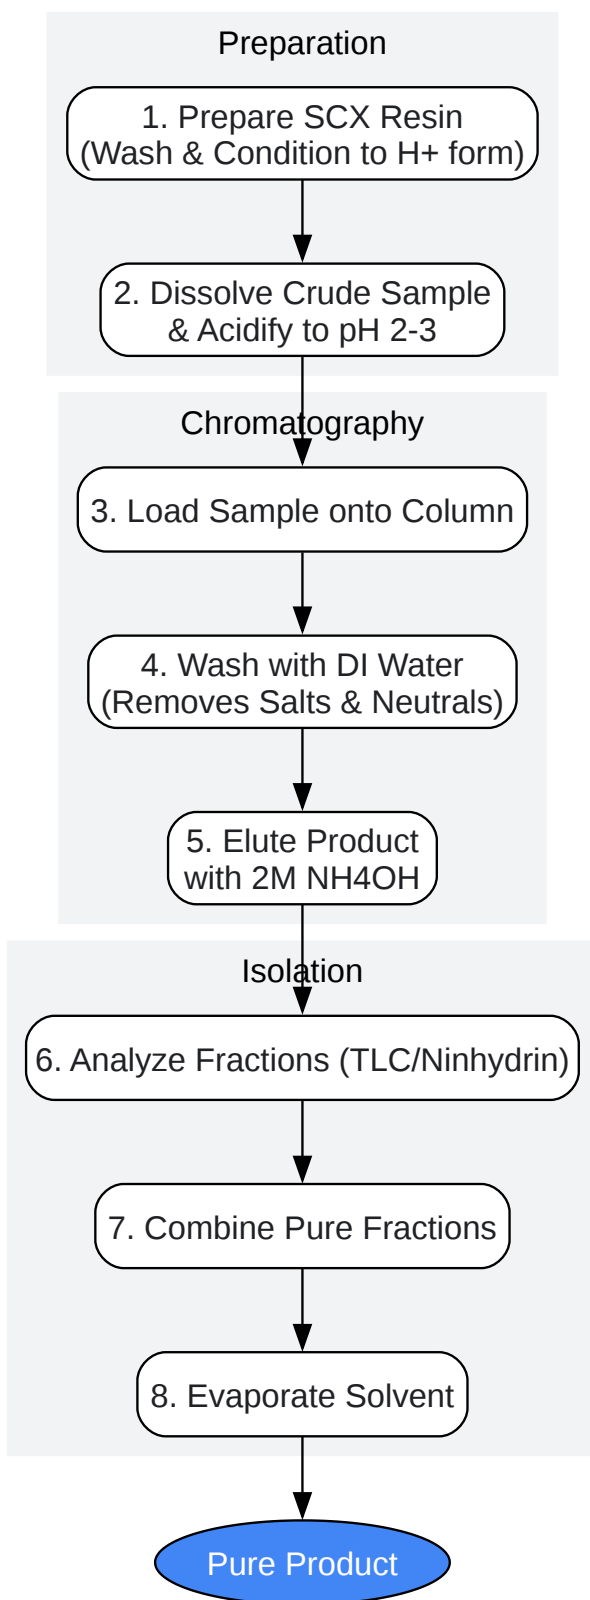 Preparation
1. Prepare SCX Resin
(Wash & Condition to H+ form)
2. Dissolve Crude Sample
& Acidify to pH 2-3
Chromatography
3. Load Sample onto Column
4. Wash with DI Water
(Removes Salts & Neutrals)
5. Elute Product
with 2M NH4OH
Isolation
6. Analyze Fractions (TLC/Ninhydrin)
7. Combine Pure Fractions
8. Evaporate Solvent
Pure Product